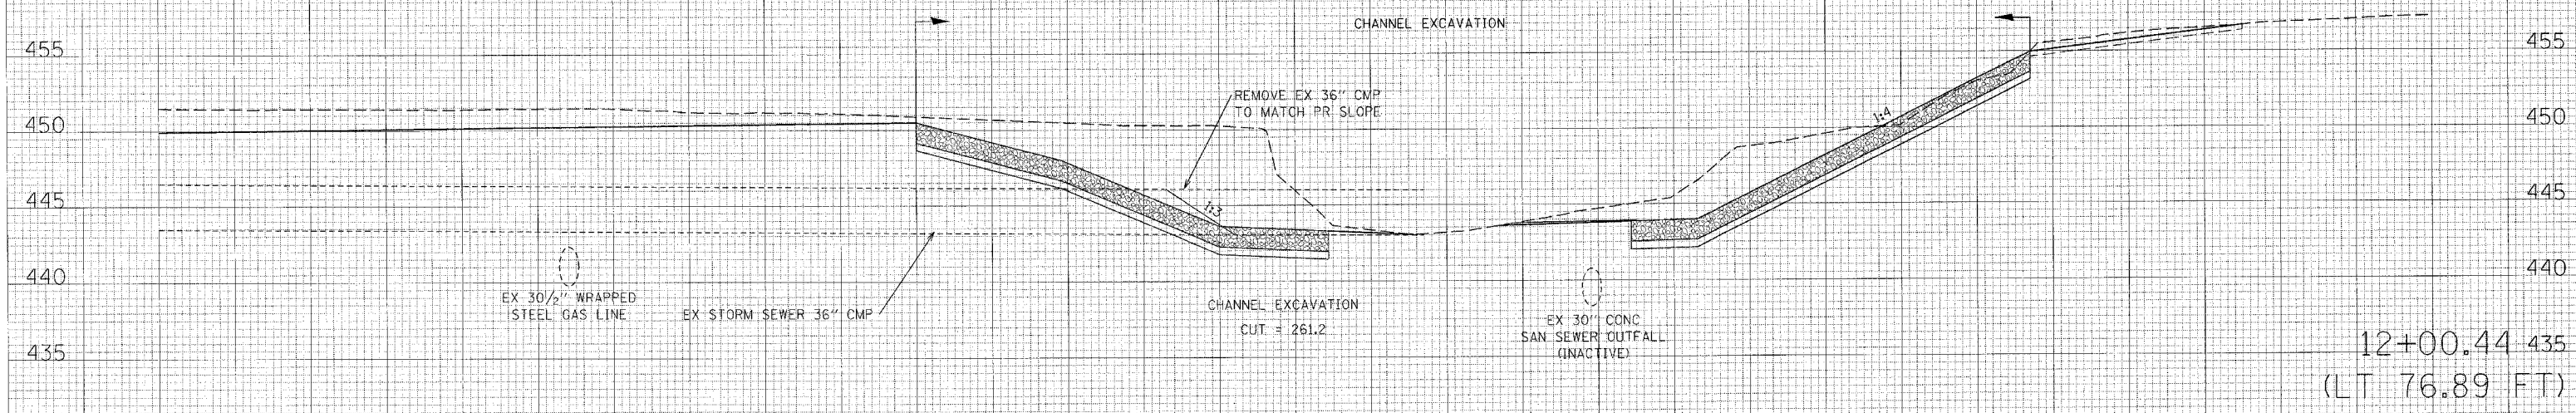 CHANNEL EXCAVATION
455
455
REMOVE EX 36" CMP
TO MATCH PR SLOPE
450
1:4
450
445
1:3
445
440
440
EX 30/2" WRAPPED
STEEL GAS LINE
EX STORM SEWER 36" CMP
CHANNEL EXCAVATION
CUT = 261.2
EX 30" CONC
SAN SEWER OUTFALL
(INACTIVE)
435
12+00.44
435
(LT 76.89 FT)